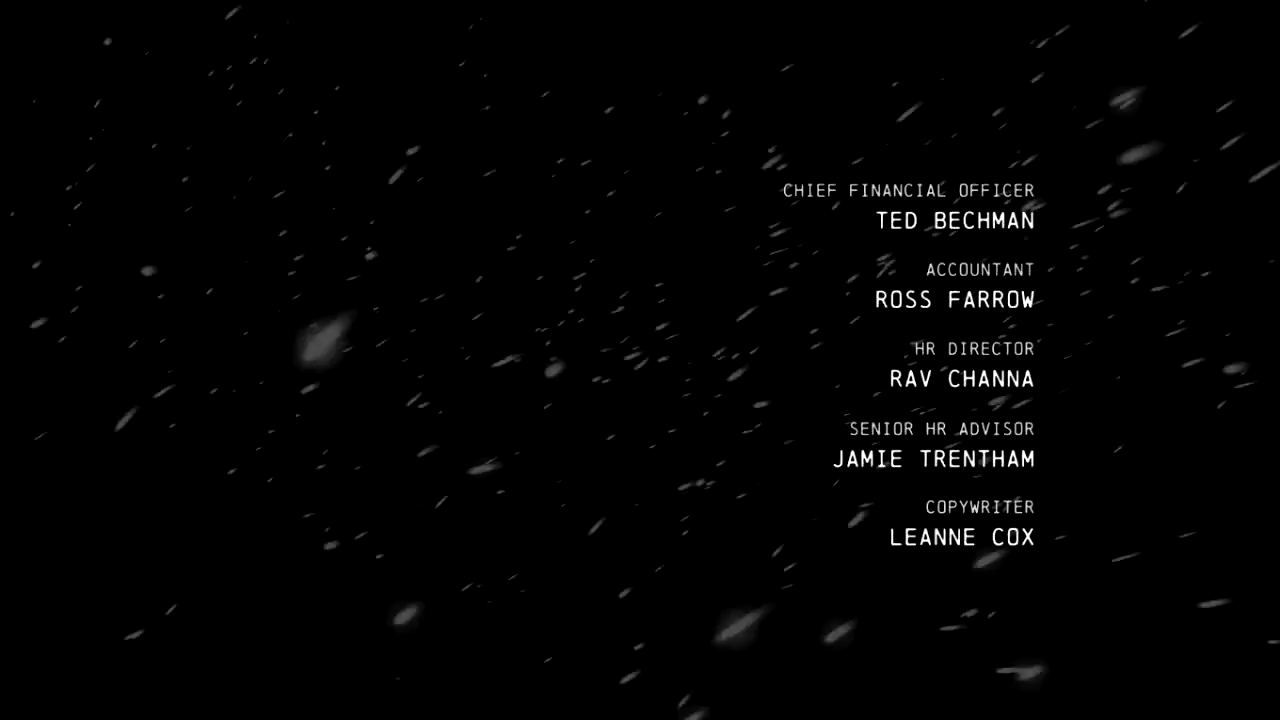 CHIEF FINANCIAL OFFICER
TED BECHMAN
ACCOUNTANT
ROSS FARROW
HR DIRECTOR
RAV CHANNA
SENIOR HR ADVISOR
JAMIE TRENTHAM
COPYWRITER
LEANNE COX